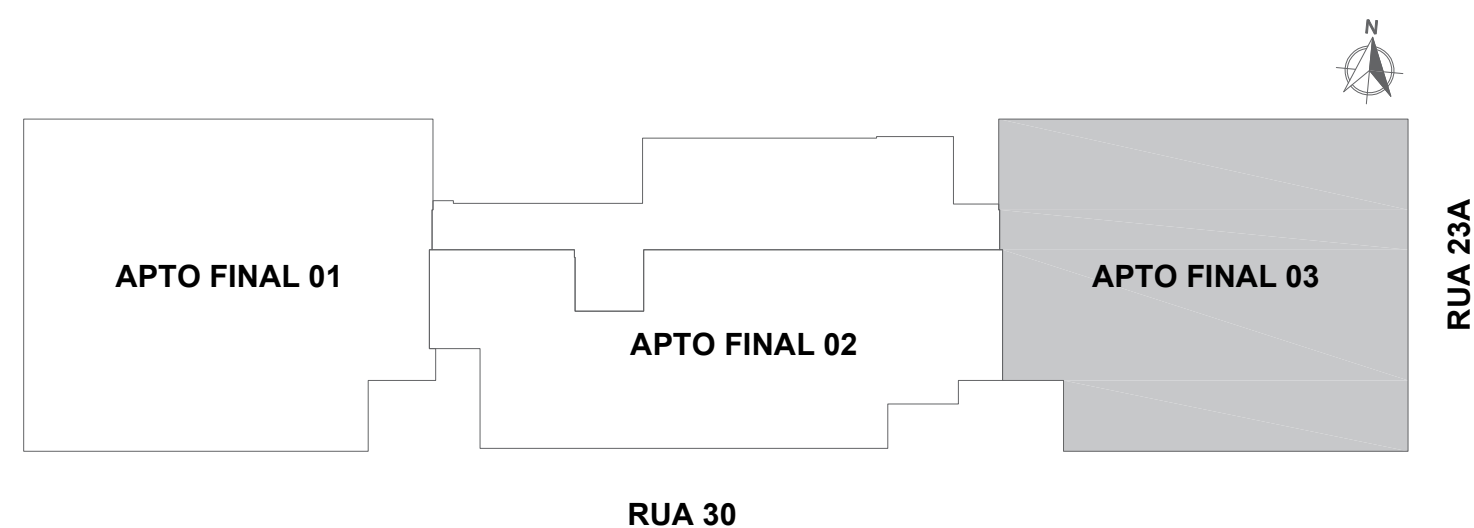 N
APTO FINAL 01
APTO FINAL 02
APTO FINAL 03
RUA 23A
RUA 30